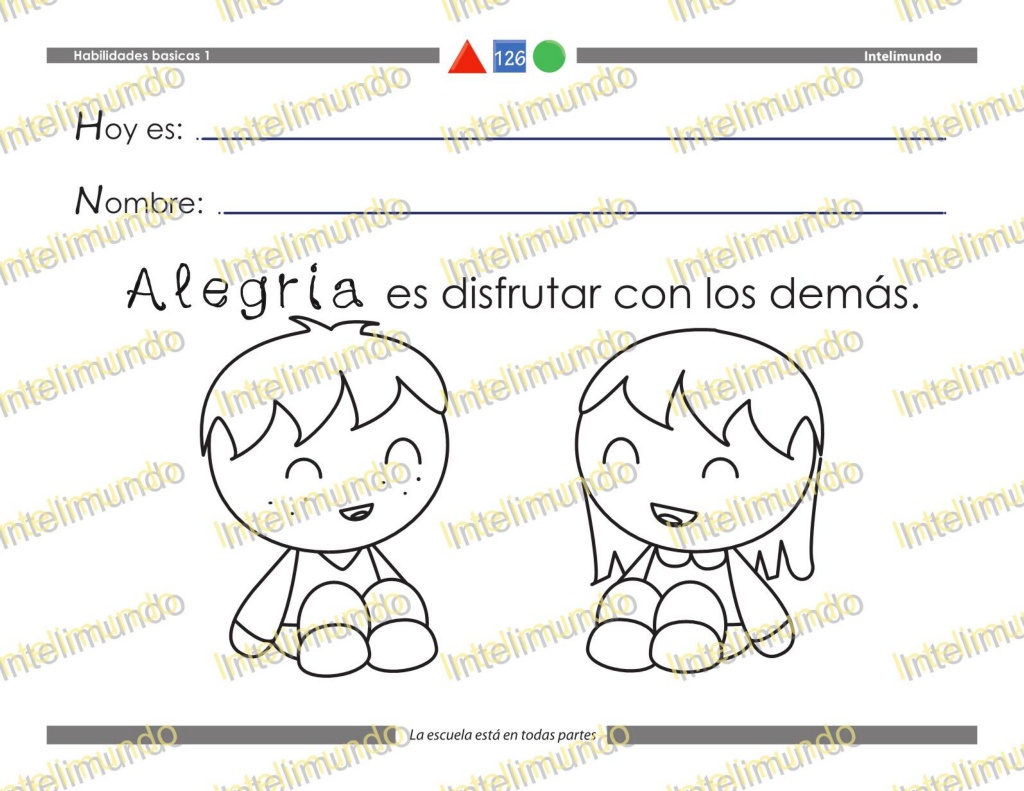 Habilidades basicas 1
126
Intelimundo
Hoy es:
Nombre:
Alegria es disfrutar con los demás.
La escuela está en todas partes